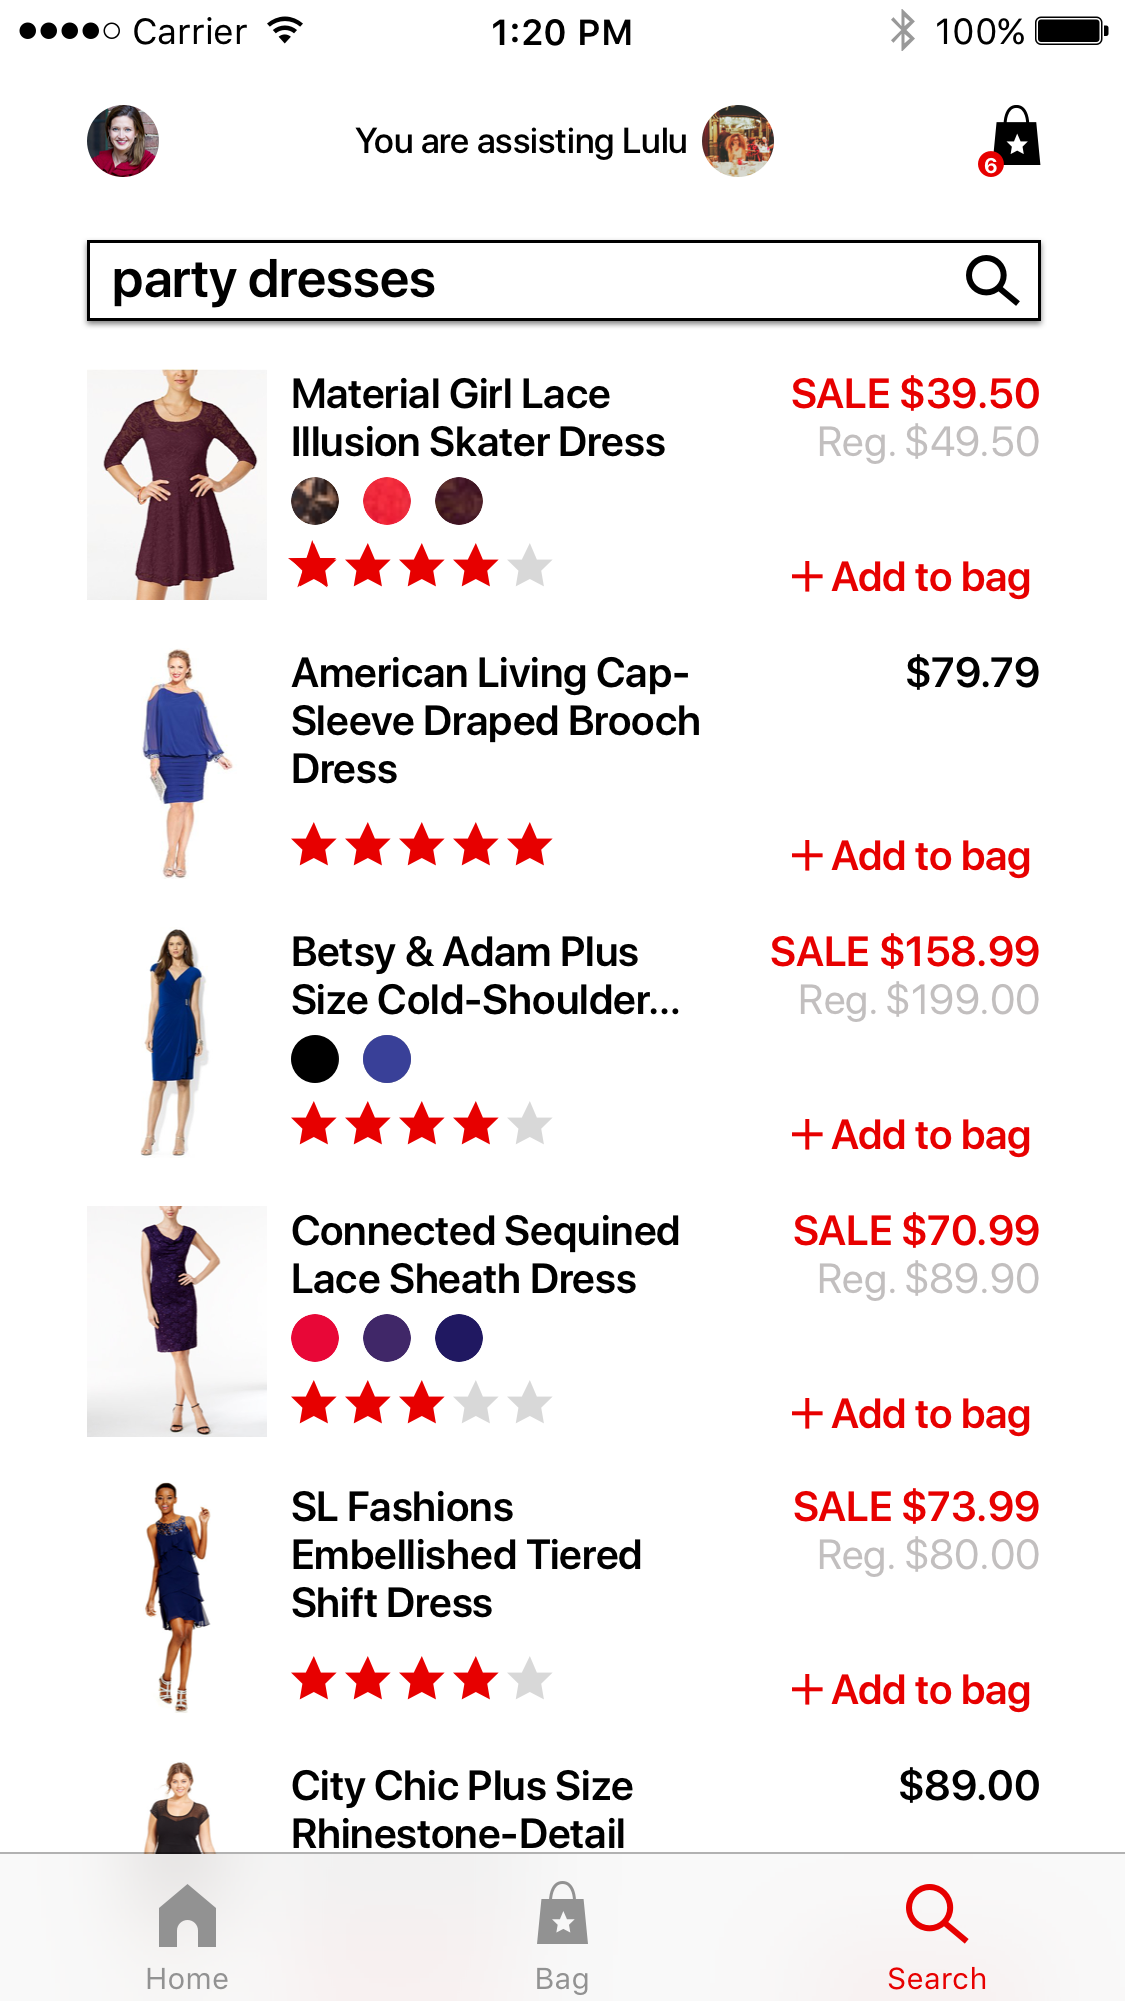 Carrier 1:20 PM 100%
You are assisting Lulu
6
party dresses
Material Girl Lace SALE $39.50
Illusion Skater Dress Reg. $49.50
+ Add to bag
American Living Cap- $79.79
Sleeve Draped Brooch
Dress
+ Add to bag
Betsy & Adam Plus SALE $158.99
Size Cold-Shoulder... Reg. $199.00
+ Add to bag
Connected Sequined SALE $70.99
Lace Sheath Dress Reg. $89.90
+ Add to bag
SL Fashions SALE $73.99
Embellished Tiered Reg. $80.00
Shift Dress
+ Add to bag
City Chic Plus Size $89.00
Rhinestone-Detail
Home Bag Search